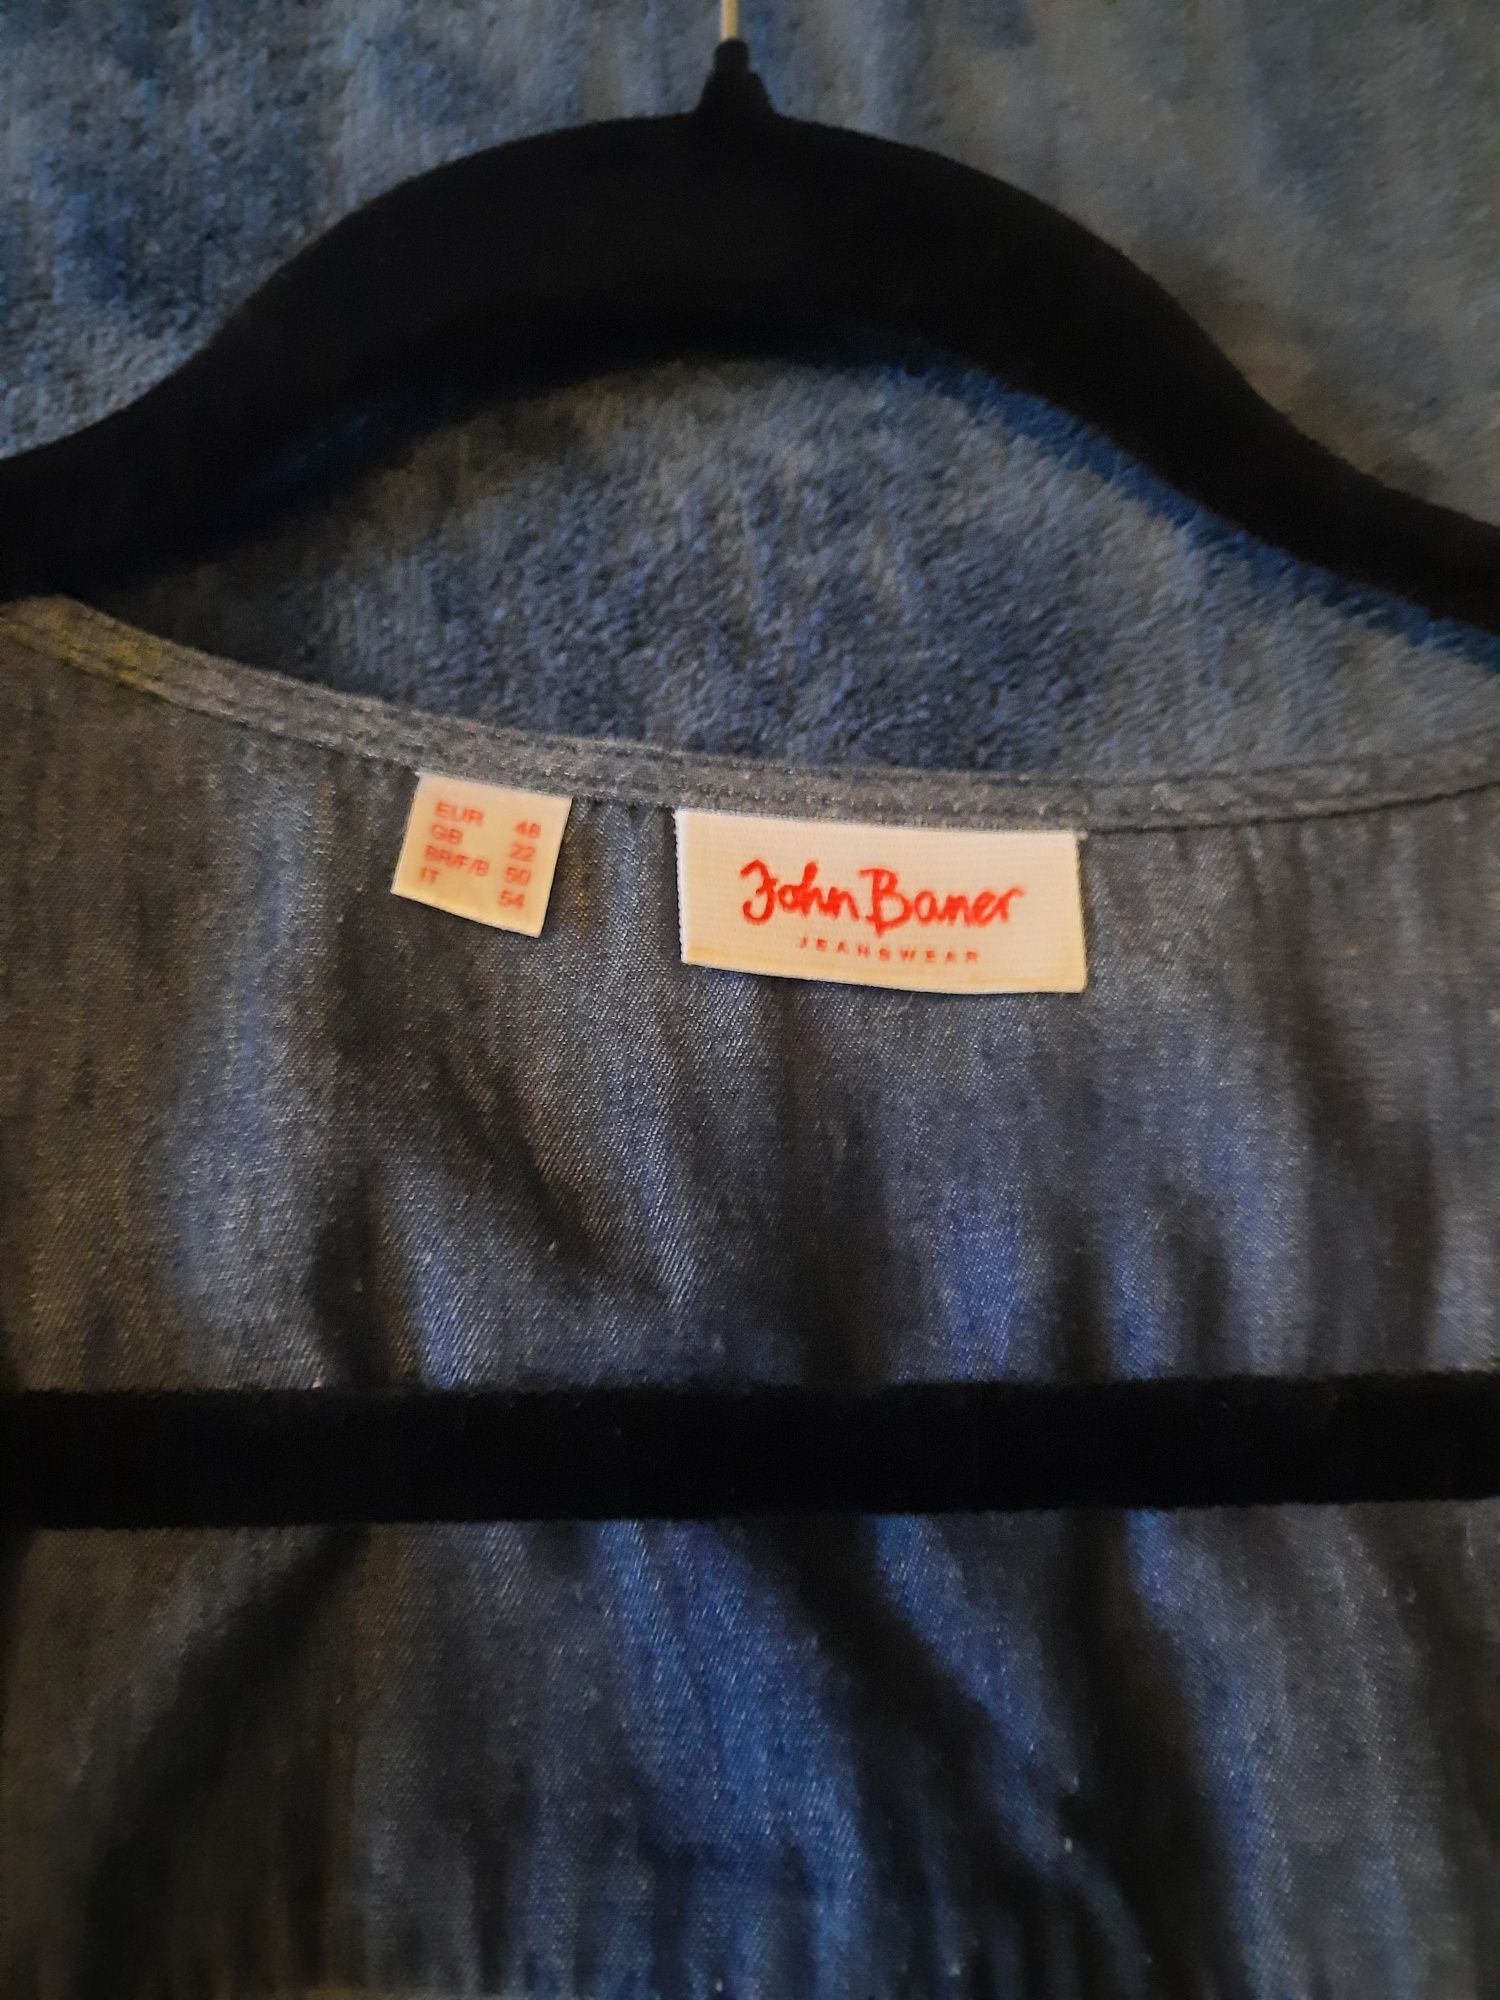 EUR 48
GB 22
BR/F/B 50
IT 54
John Baner
JEANSWEAR